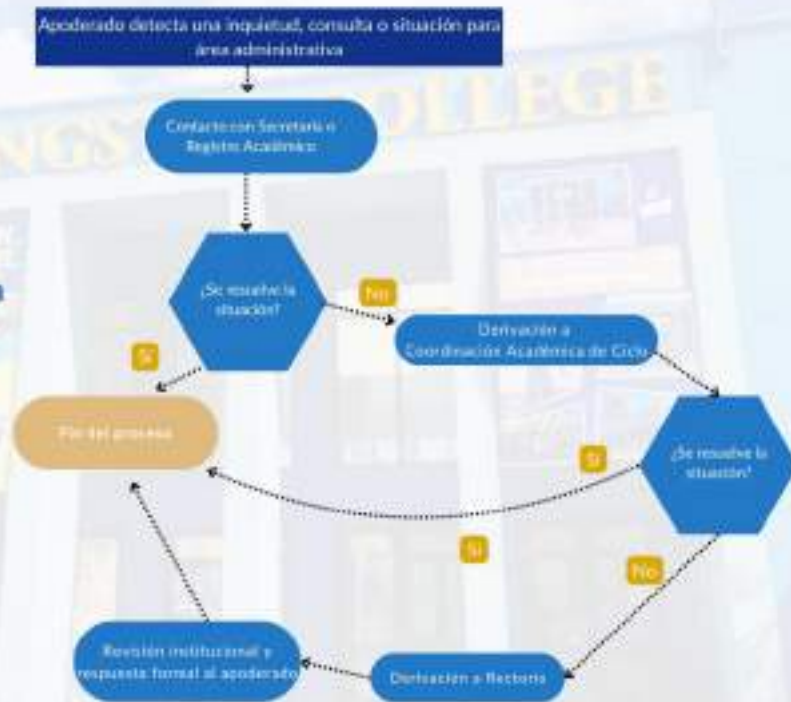 Apoderado detecta una inquietud, consulta o situación para
área administrativa
Contacto con Secretaría o
Registro Académico
¿Se resuelve la
situación?
No
Derivación a
Coordinación Académica de Ciclo
Sí
Fin del proceso
¿Se resuelve la
situación?
Sí
Sí
No
Revisión institucional y
respuesta formal al apoderado
Derivación a Rectoría